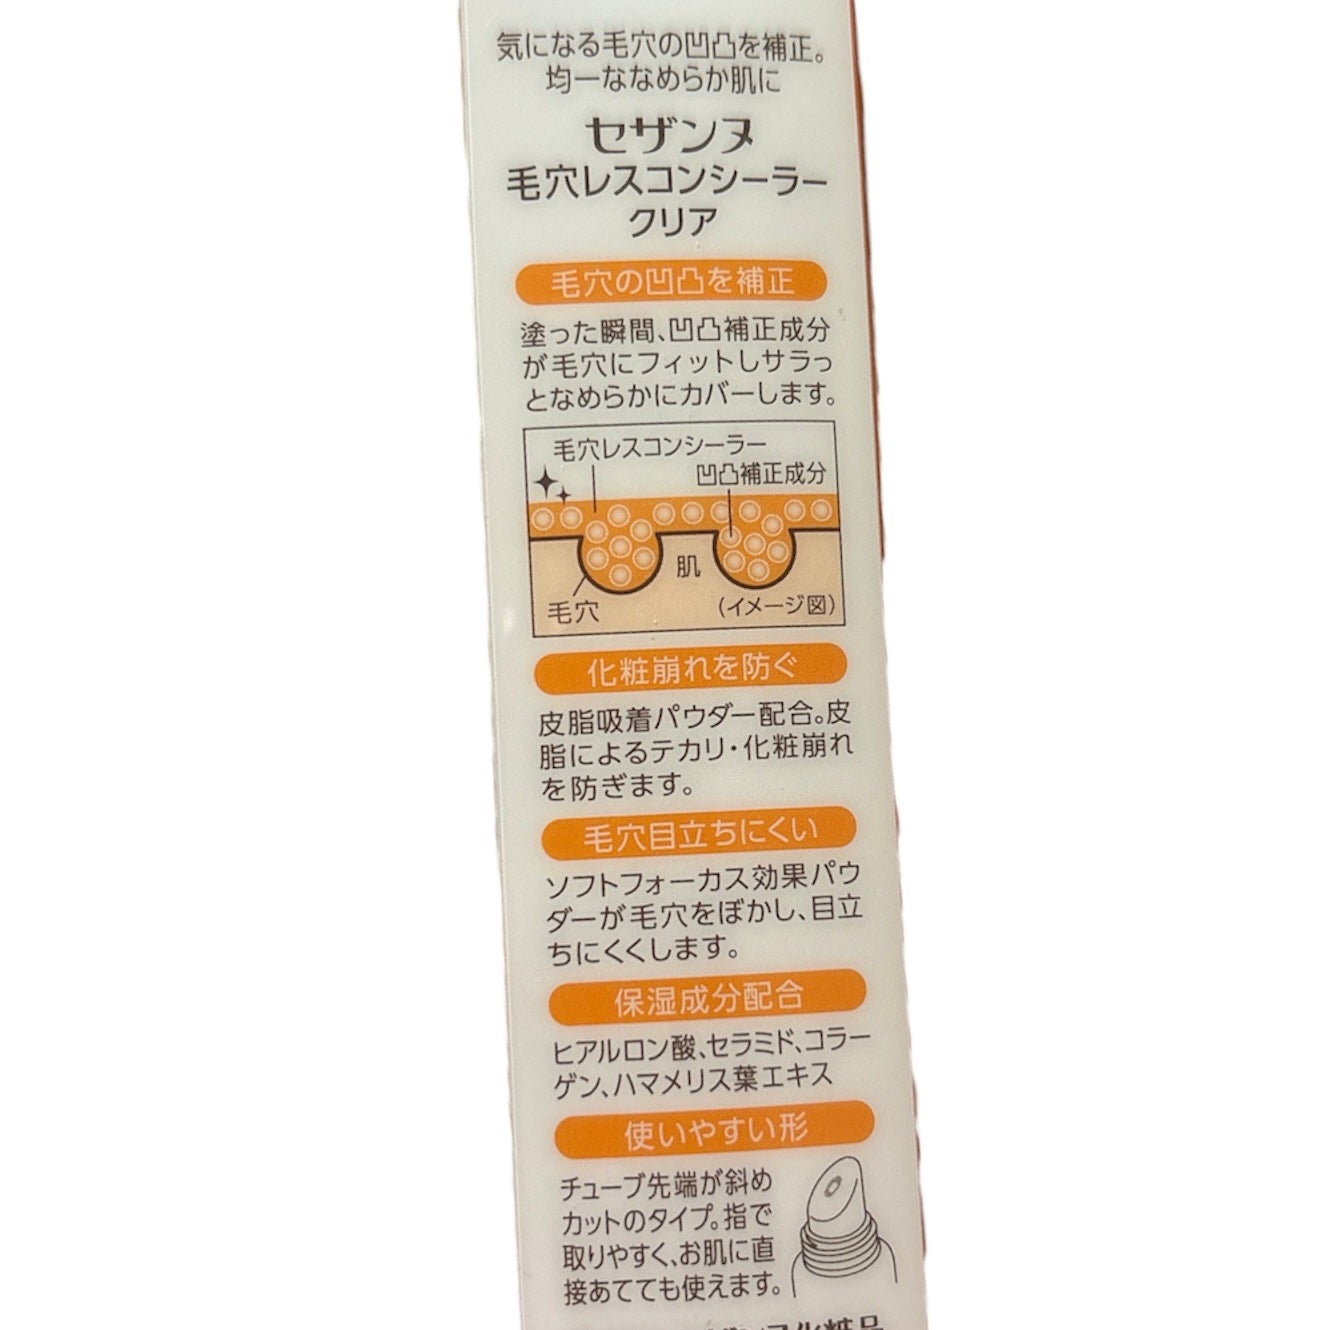 気になる毛穴の凹凸を補正。
均一ななめらか肌に
セザンヌ
毛穴レスコンシーラー
クリア
毛穴の凹凸を補正
塗った瞬間、凹凸補正成分
が毛穴にフィットしサラっ
となめらかにカバーします。
毛穴レスコンシーラー
凹凸補正成分
肌
毛穴
(イメージ図)
化粧崩れを防ぐ
皮脂吸着パウダー配合。皮
脂によるテカリ・化粧崩れ
を防ぎます。
毛穴目立ちにくい
ソフトフォーカス効果パウ
ダーが毛穴をぼかし、目立
ちにくくします。
保湿成分配合
ヒアルロン酸、セラミド、コラー
ゲン、ハマメリス葉エキス
使いやすい形
チューブ先端が斜め
カットのタイプ。指で
取りやすく、お肌に直
接あてても使えます。
化粧品